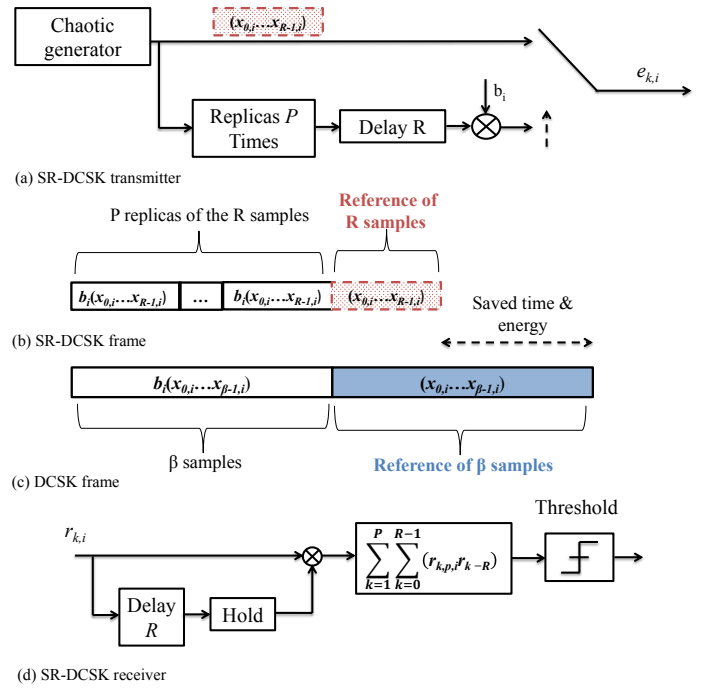 (x0,i…xR-1,i)
Chaotic
generator
ek,i
bi
Replicas P
Times
Delay R
(a) SR-DCSK transmitter
P replicas of the R samples
Reference of
R samples
bi(x0,i…xR-1,i)
…
bi(x0,i…xR-1,i)
(x0,i…xR-1,i)
Saved time &
energy
(b) SR-DCSK frame
bi(x0,i…xβ-1,i)
(x0,i…xβ-1,i)
β samples
Reference of β samples
(c) DCSK frame
Threshold
rk,i
∑_{k=1}^{P} ∑_{k=0}^{R−1} (r_{k,p,i} r_{k−R})
Delay
R
Hold
(d) SR-DCSK receiver